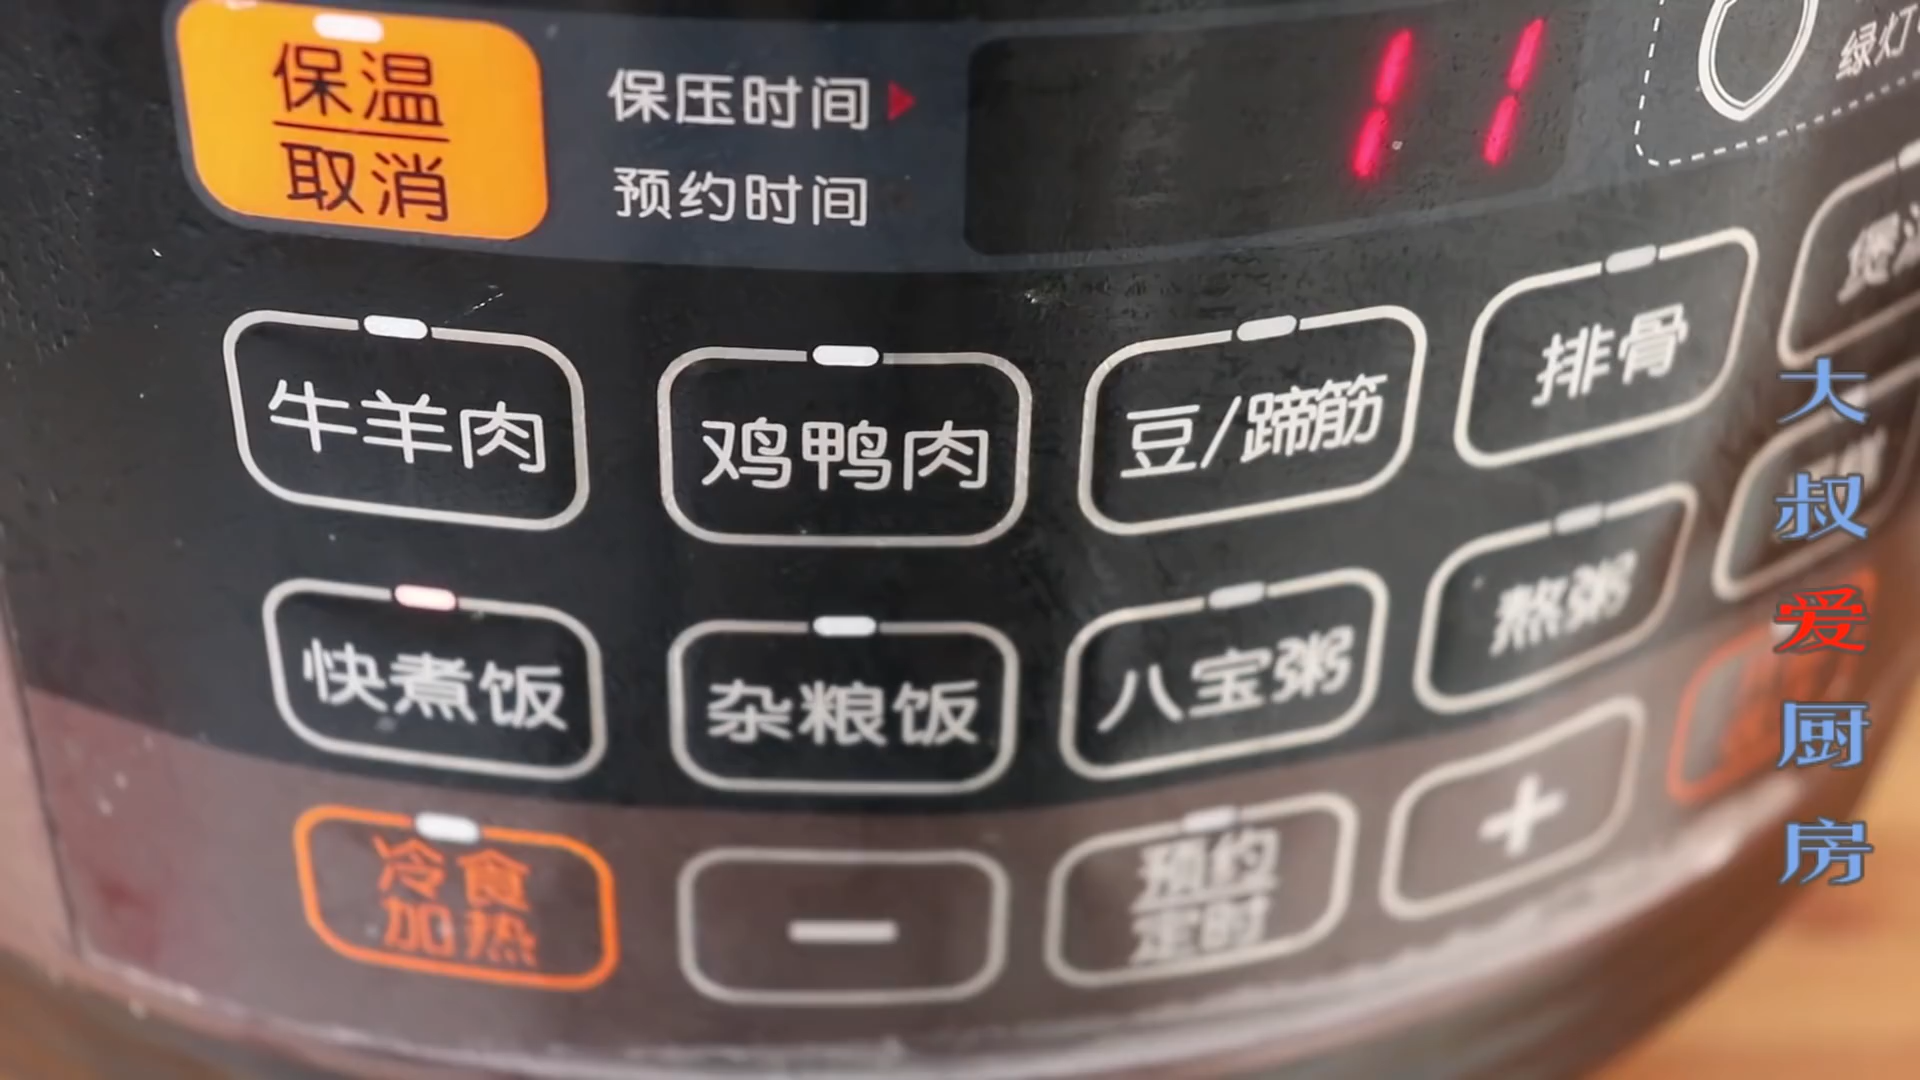 保温
取消
保压时间
预约时间
11
绿灯
牛羊肉
鸡鸭肉
豆/蹄筋
排骨
快煮饭
杂粮饭
八宝粥
熬粥
冷食
加热
－
预约
定时
+
大叔爱厨房